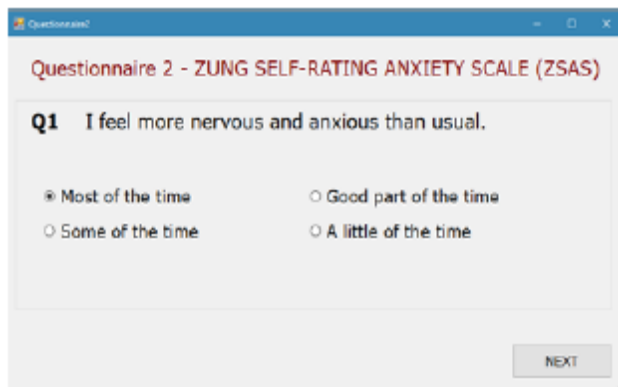 Questionnaire2
Questionnaire 2 - ZUNG SELF-RATING ANXIETY SCALE (ZSAS)
Q1 I feel more nervous and anxious than usual.
Most of the time Good part of the time
Some of the time A little of the time
NEXT